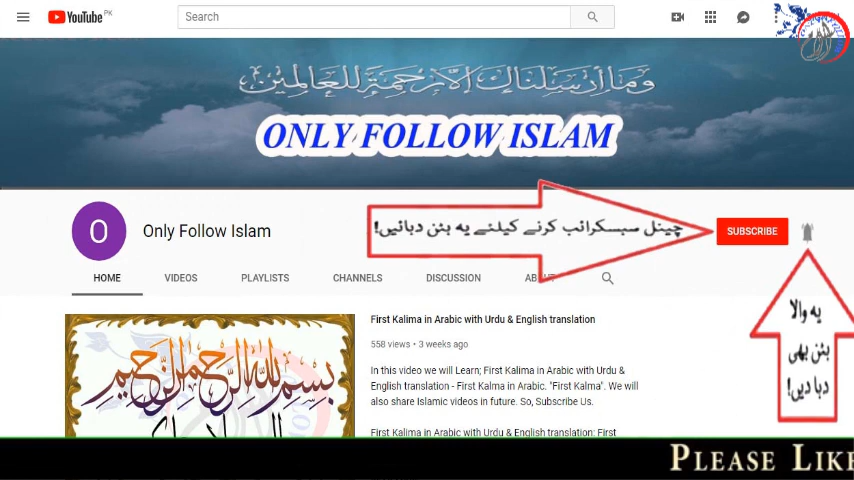 YouTube PK
Search
وما أرسلناك إلا رحمة للعالمين
ONLY FOLLOW ISLAM
O
Only Follow Islam
چینل سبسکرائب کرنے کیلئے یہ بٹن دبائیں!
SUBSCRIBE
HOME VIDEOS PLAYLISTS CHANNELS DISCUSSION
یہ والا
بٹن بھی
دبا دیں!
First Kalima in Arabic with Urdu & English translation
558 views • 3 weeks ago
In this video we will Learn; First Kalima in Arabic with Urdu &
English translation - First Kalma in Arabic. "First Kalma". We will
also share Islamic videos in future. So, Subscribe Us.
First Kalima in Arabic with Urdu & English translation: First
بسم الله الرحمن الرحيم
PLEASE LIKE